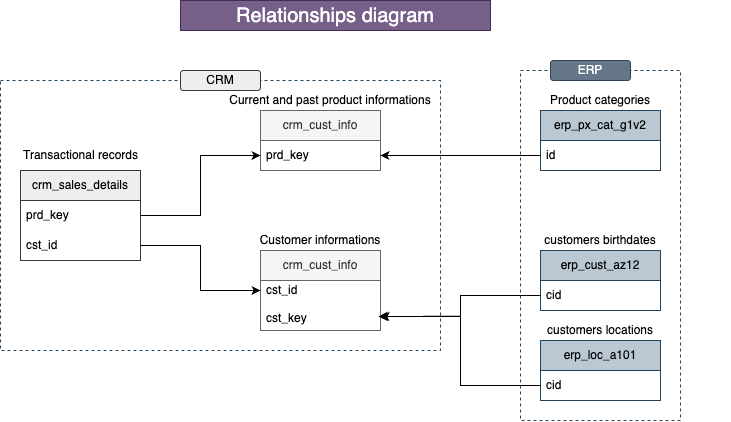 Relationships diagram
CRM
ERP
Current and past product informations
crm_cust_info
prd_key
Product categories
erp_px_cat_g1v2
id
Transactional records
crm_sales_details
prd_key
cst_id
Customer informations
crm_cust_info
cst_id
cst_key
customers birthdates
erp_cust_az12
cid
customers locations
erp_loc_a101
cid